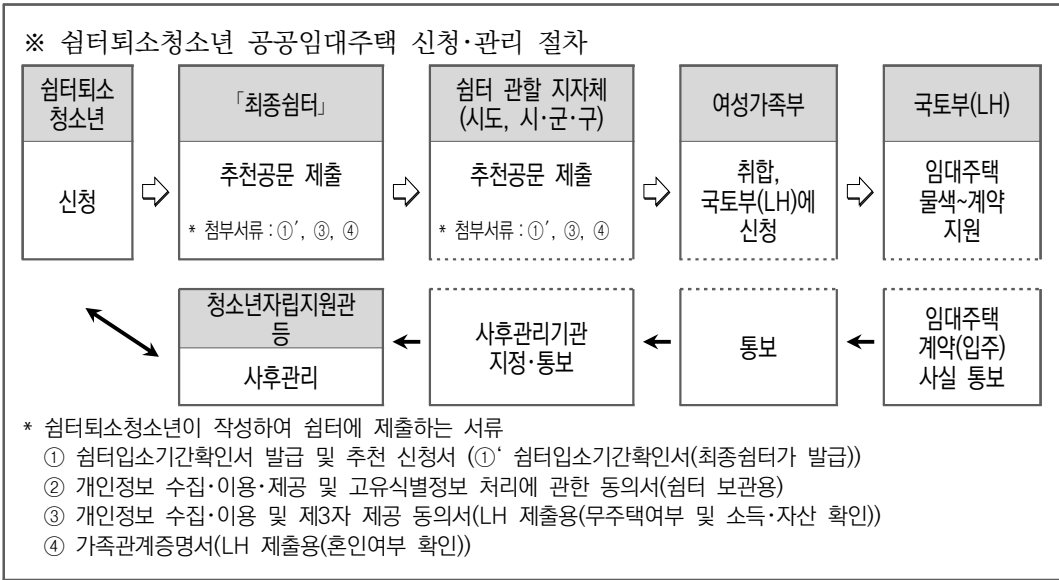 ※ 쉼터퇴소청소년 공공임대주택 신청·관리 절차
쉼터퇴소
청소년
신청
「최종쉼터」
추천공문 제출
* 첨부서류 : ①′, ③, ④
쉼터 관할 지자체
(시도, 시·군·구)
추천공문 제출
* 첨부서류 : ①′, ③, ④
여성가족부
취합,
국토부(LH)에
신청
국토부(LH)
임대주택
물색~계약
지원
청소년자립지원관
등
사후관리
사후관리기관
지정·통보
통보
임대주택
계약(입주)
사실 통보
* 쉼터퇴소청소년이 작성하여 쉼터에 제출하는 서류
① 쉼터입소기간확인서 발급 및 추천 신청서 (①‘ 쉼터입소기간확인서(최종쉼터가 발급))
② 개인정보 수집·이용·제공 및 고유식별정보 처리에 관한 동의서(쉼터 보관용)
③ 개인정보 수집·이용 및 제3자 제공 동의서(LH 제출용(무주택여부 및 소득·자산 확인))
④ 가족관계증명서(LH 제출용(혼인여부 확인))